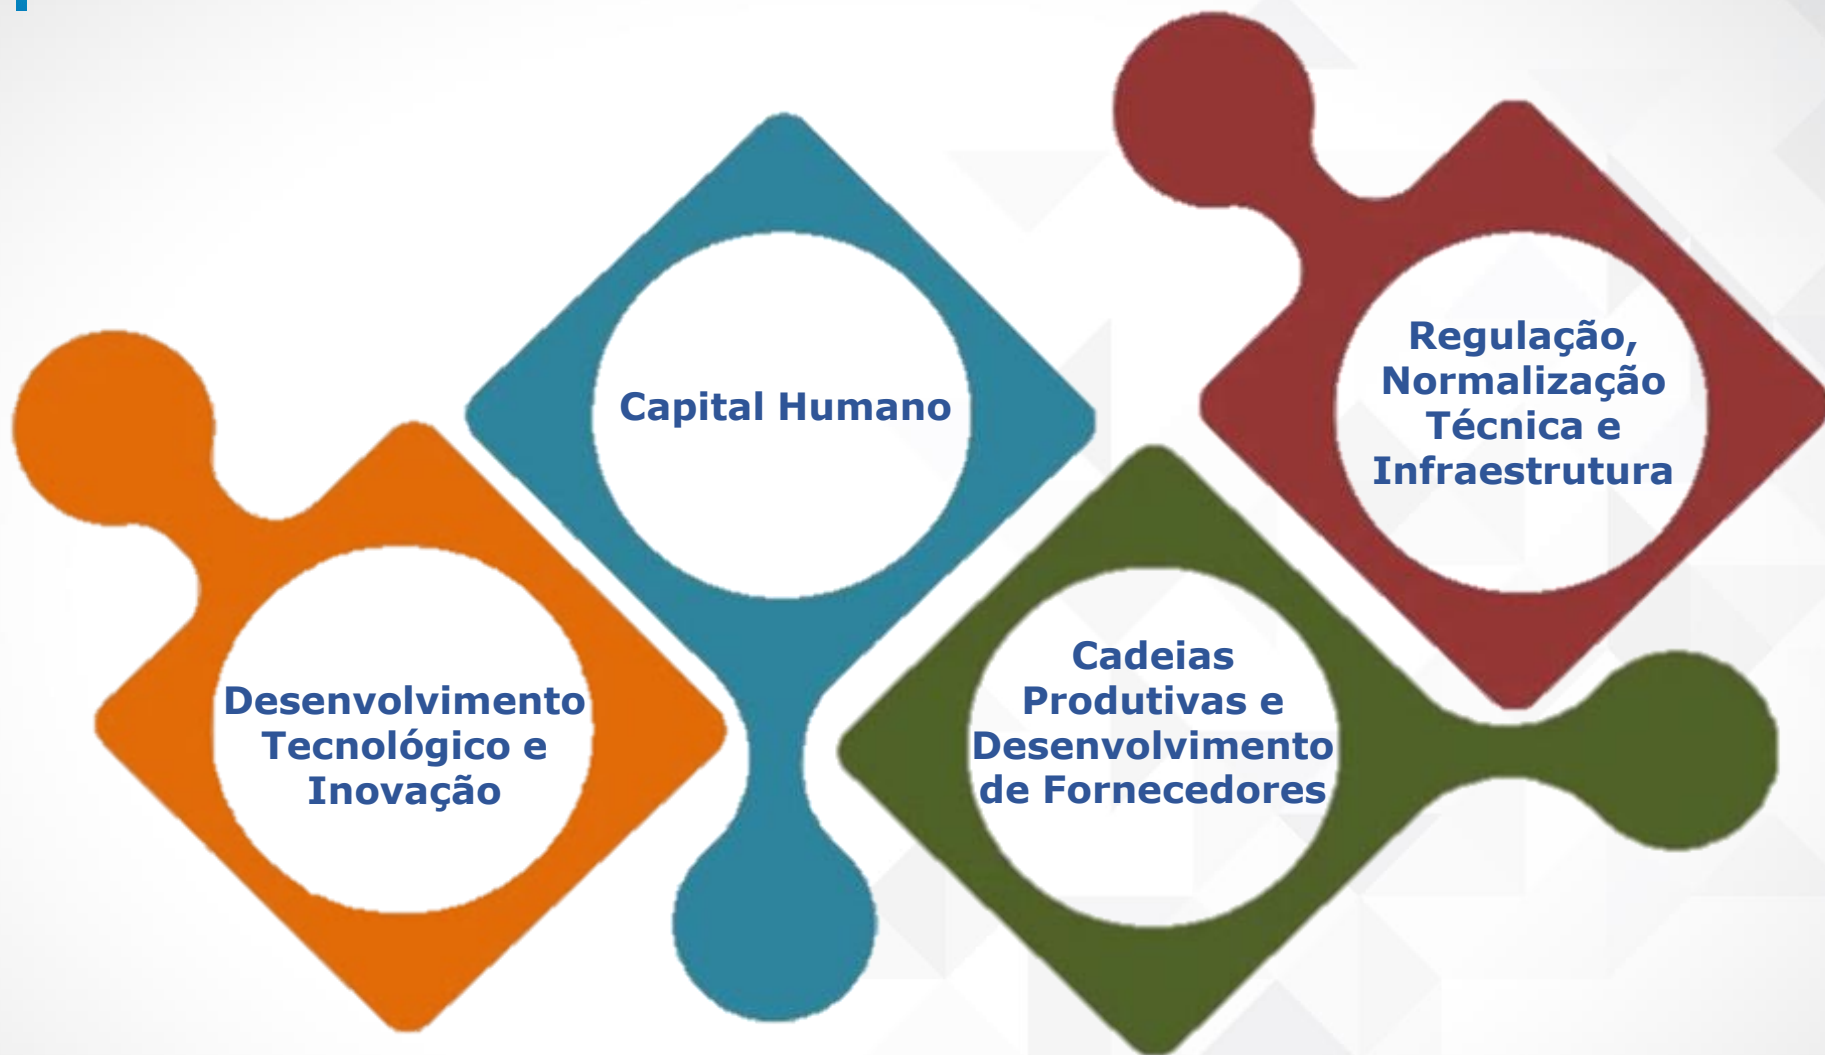 Capital Humano
Regulação,
Normalização
Técnica e
Infraestrutura
Desenvolvimento
Tecnológico e
Inovação
Cadeias
Produtivas e
Desenvolvimento
de Fornecedores